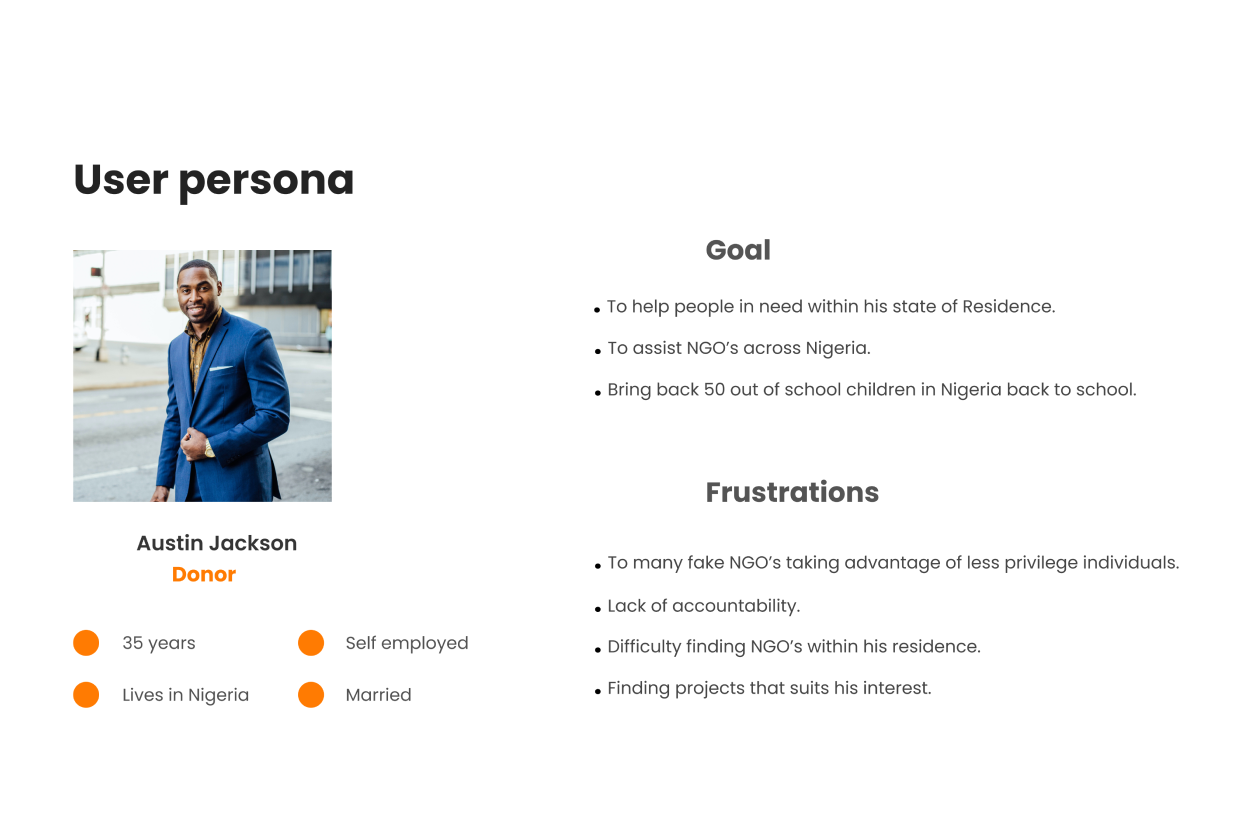 User persona
Austin Jackson
Donor
35 years
Self employed
Lives in Nigeria
Married
Goal
To help people in need within his state of Residence.
To assist NGO’s across Nigeria.
Bring back 50 out of school children in Nigeria back to school.
Frustrations
To many fake NGO’s taking advantage of less privilege individuals.
Lack of accountability.
Difficulty finding NGO’s within his residence.
Finding projects that suits his interest.